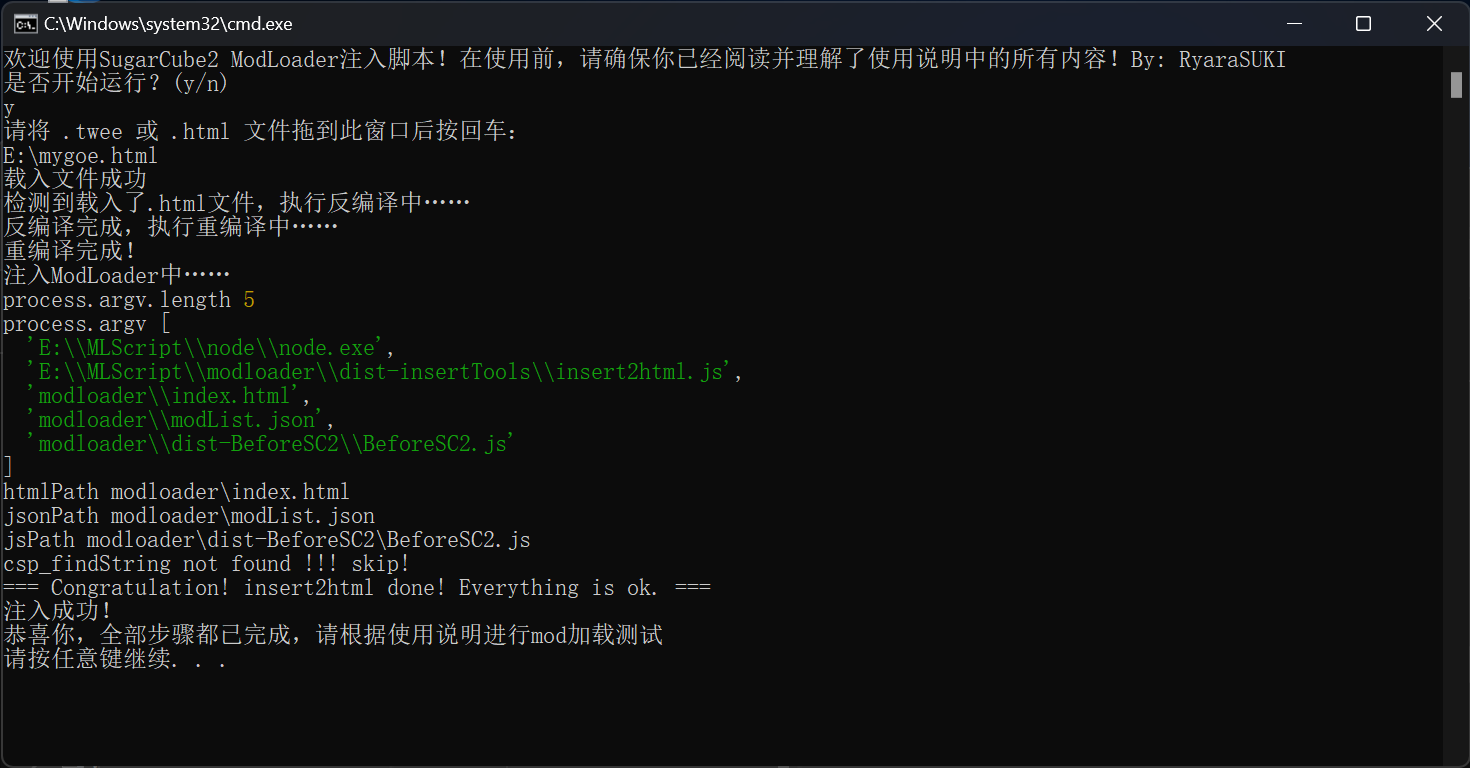 C:\Windows\system32\cmd.exe
欢迎使用SugarCube2 ModLoader注入脚本！在使用前，请确保你已经阅读并理解了使用说明中的所有内容！By: RyaraSUKI
是否开始运行？(y/n)
y
请将 .twee 或 .html 文件拖到此窗口后按回车：
E:\mygoe.html
载入文件成功
检测到载入了.html文件，执行反编译中……
反编译完成，执行重编译中……
重编译完成！
注入ModLoader中……
process.argv.length 5
process.argv [
  'E:\\MLScript\\node\\node.exe',
  'E:\\MLScript\\modloader\\dist-insertTools\\insert2html.js',
  'modloader\\index.html',
  'modloader\\modList.json',
  'modloader\\dist-BeforeSC2\\BeforeSC2.js'
]
htmlPath modloader\index.html
jsonPath modloader\modList.json
jsPath modloader\dist-BeforeSC2\BeforeSC2.js
csp_findString not found !!! skip!
=== Congratulation! insert2html done! Everything is ok. ===
注入成功！
恭喜你，全部步骤都已完成，请根据使用说明进行mod加载测试
请按任意键继续. . .